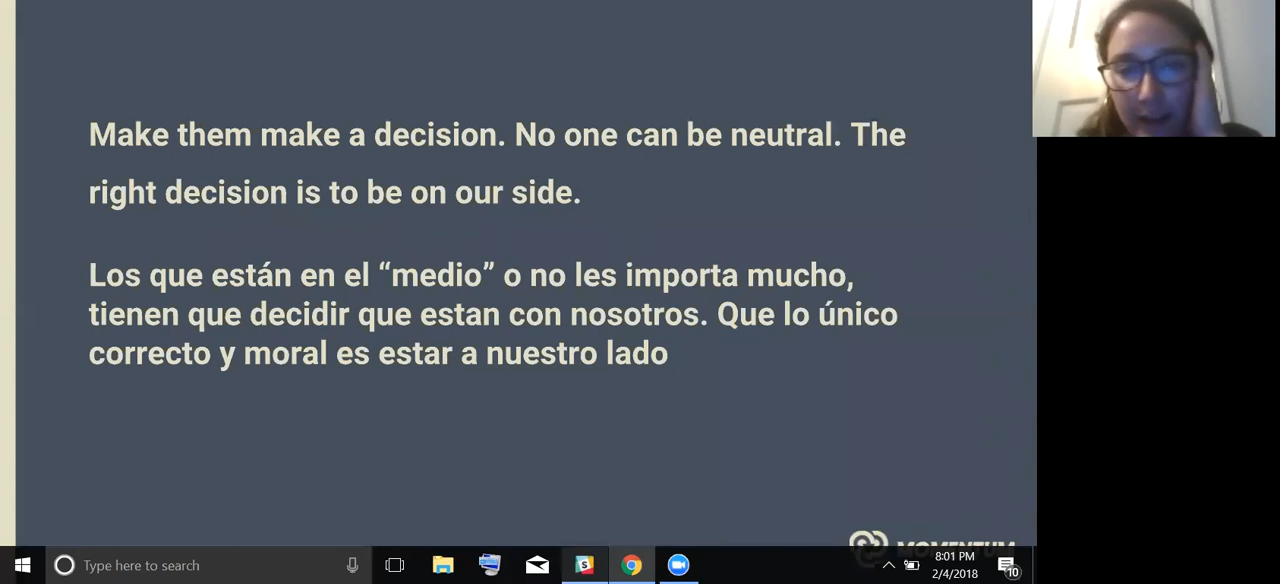 Make them make a decision. No one can be neutral. The
right decision is to be on our side.
Los que están en el “medio” o no les importa mucho,
tienen que decidir que estan con nosotros. Que lo único
correcto y moral es estar a nuestro lado
MOMENTUM
Type here to search
S
8:01 PM
2/4/2018
10